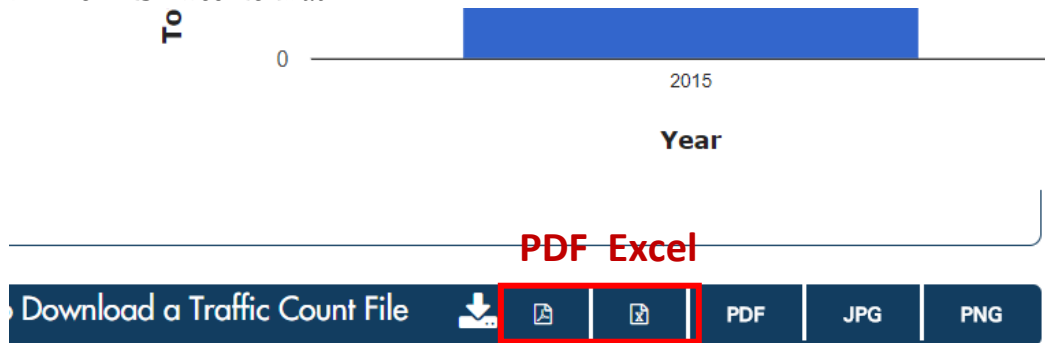 To
0
2015
Year
PDF Excel
Download a Traffic Count File PDF JPG PNG